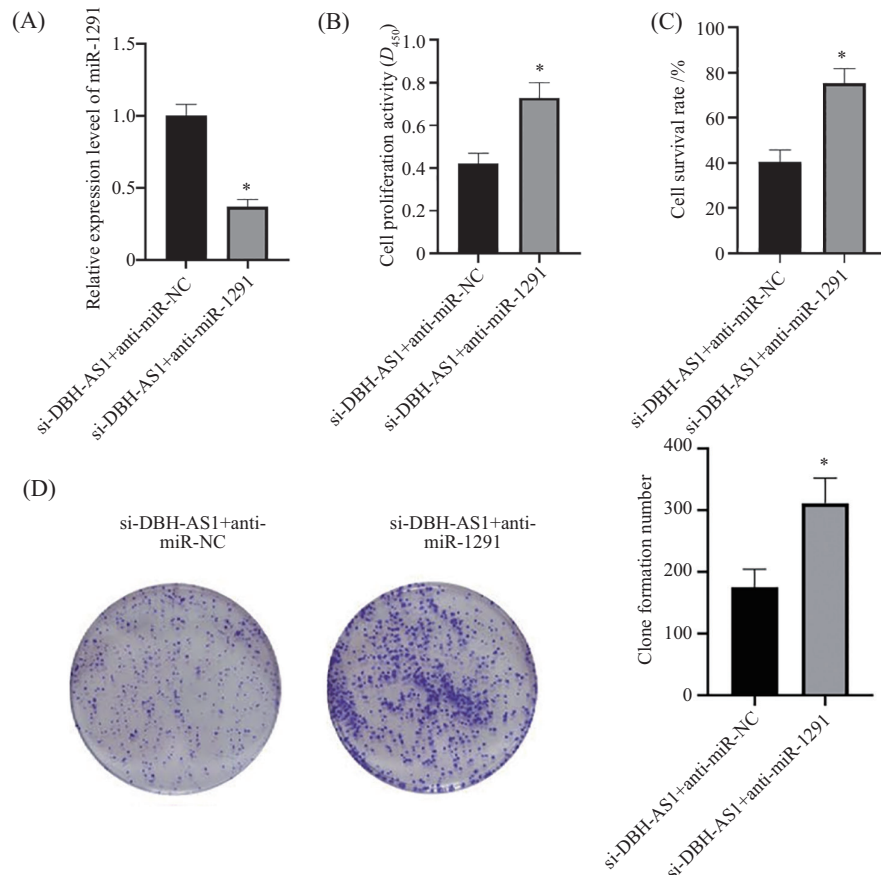 (A)
Relative expression leveel of miR-1291
1.5
1.0
0.5
0
*
si-DBH-AS1+anti-miR-NC
si-DBH-AS1+anti-miR-1291
(B)
Cell proliferation activity (D450)
1.0
0.8
0.6
0.4
0.2
0
*
si-DBH-AS1+anti-miR-NC
si-DBH-AS1+anti-miR-1291
(C)
Cell survival rate /%
100
80
60
40
20
0
*
si-DBH-AS1+anti-miR-NC
si-DBH-AS1+anti-miR-1291
(D)
si-DBH-AS1+anti-
miR-NC
si-DBH-AS1+anti-
miR-1291
Clone formation number
400
300
200
100
0
*
si-DBH-AS1+anti-miR-NC
si-DBH-AS1+anti-miR-1291